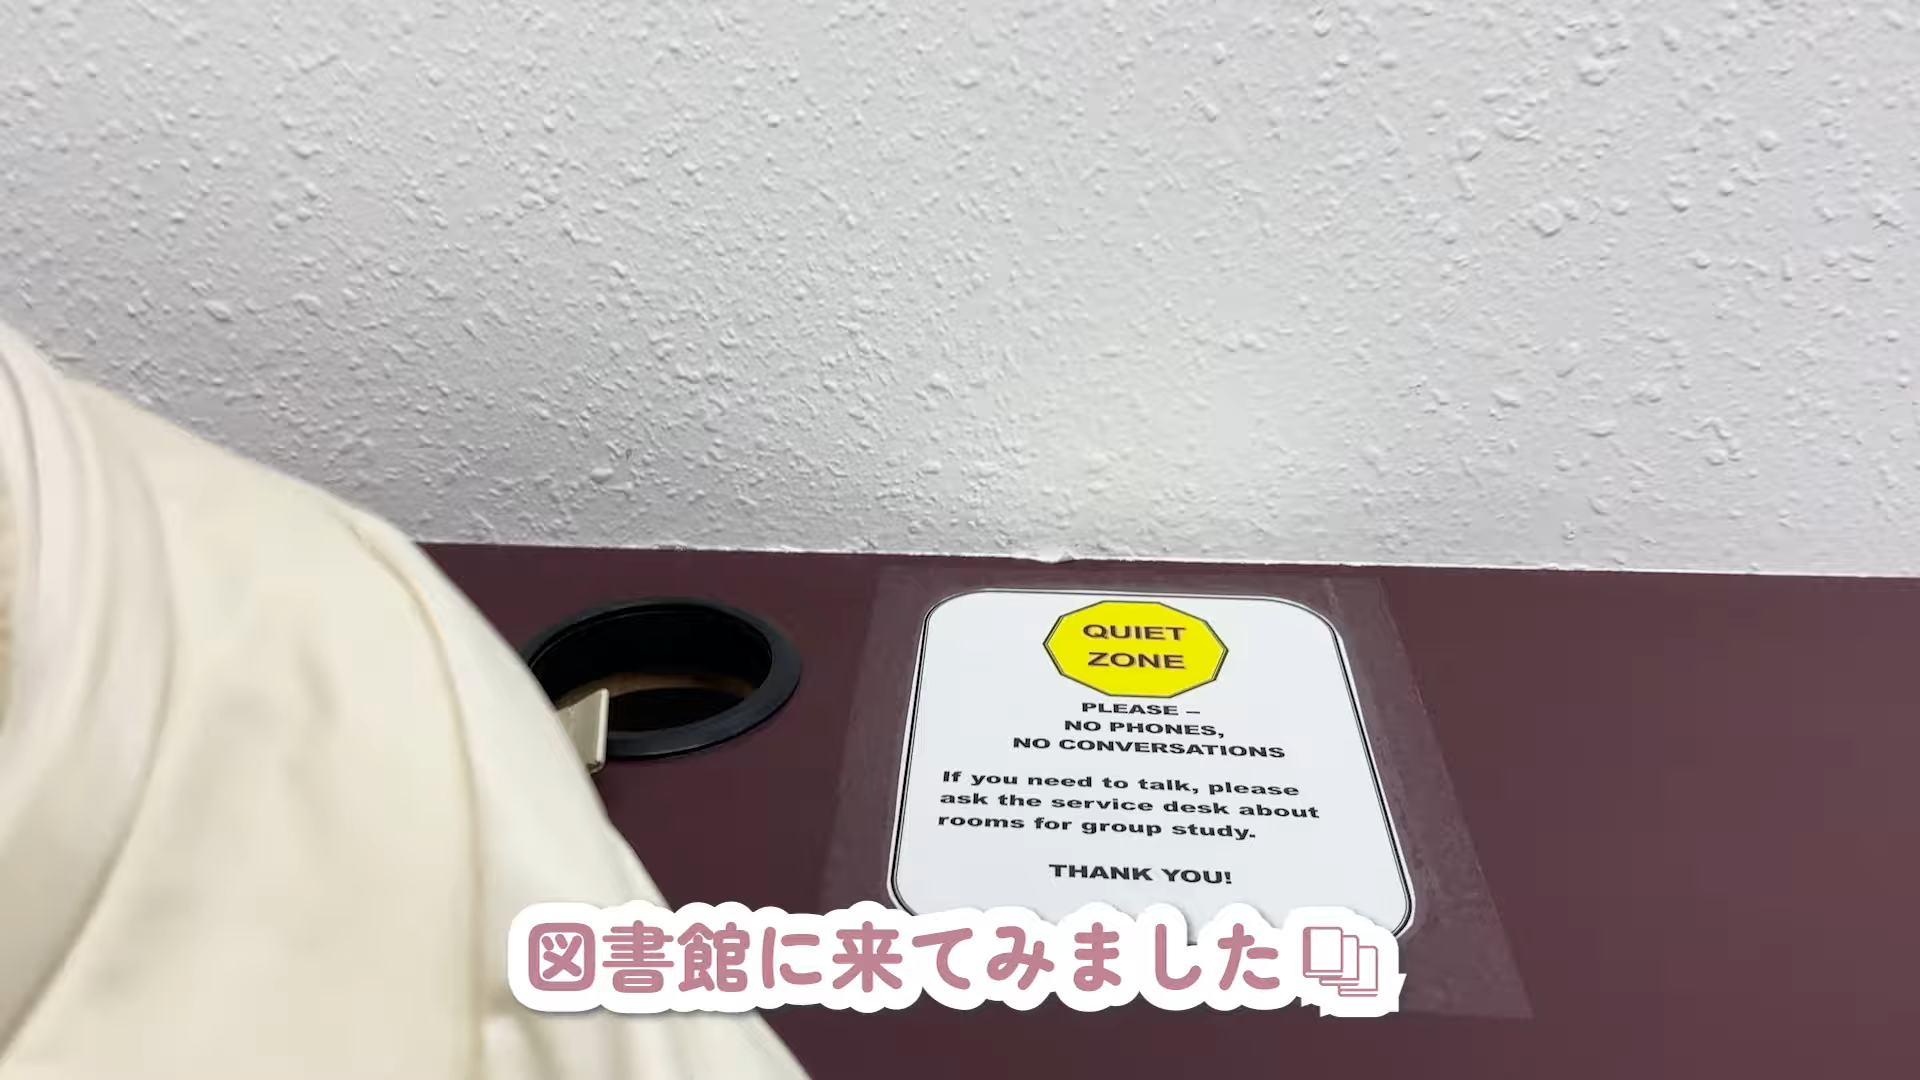 QUIET
ZONE
PLEASE –
NO PHONES,
NO CONVERSATIONS
If you need to talk, please
ask the service desk about
rooms for group study.
THANK YOU!
図書館に来てみました